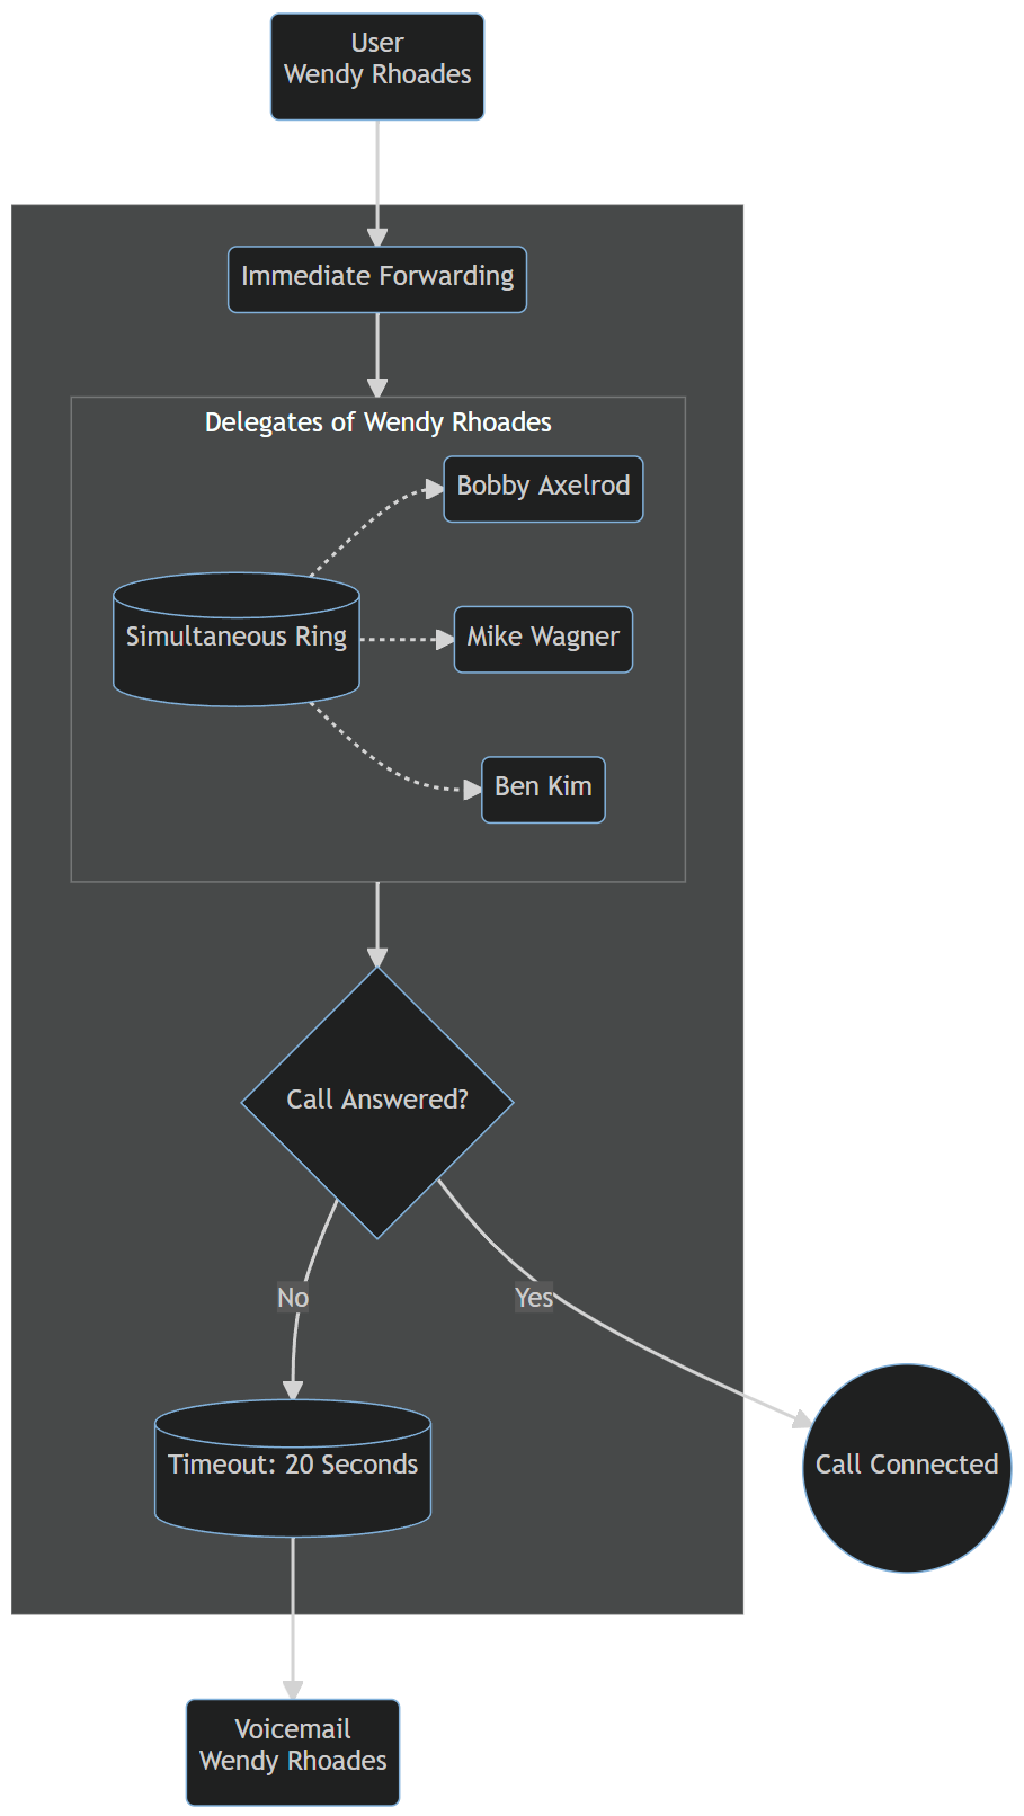 User
Wendy Rhoades
Immediate Forwarding
Delegates of Wendy Rhoades
Bobby Axelrod
Simultaneous Ring
Mike Wagner
Ben Kim
Call Answered?
No
Yes
Timeout: 20 Seconds
Call Connected
Voicemail
Wendy Rhoades